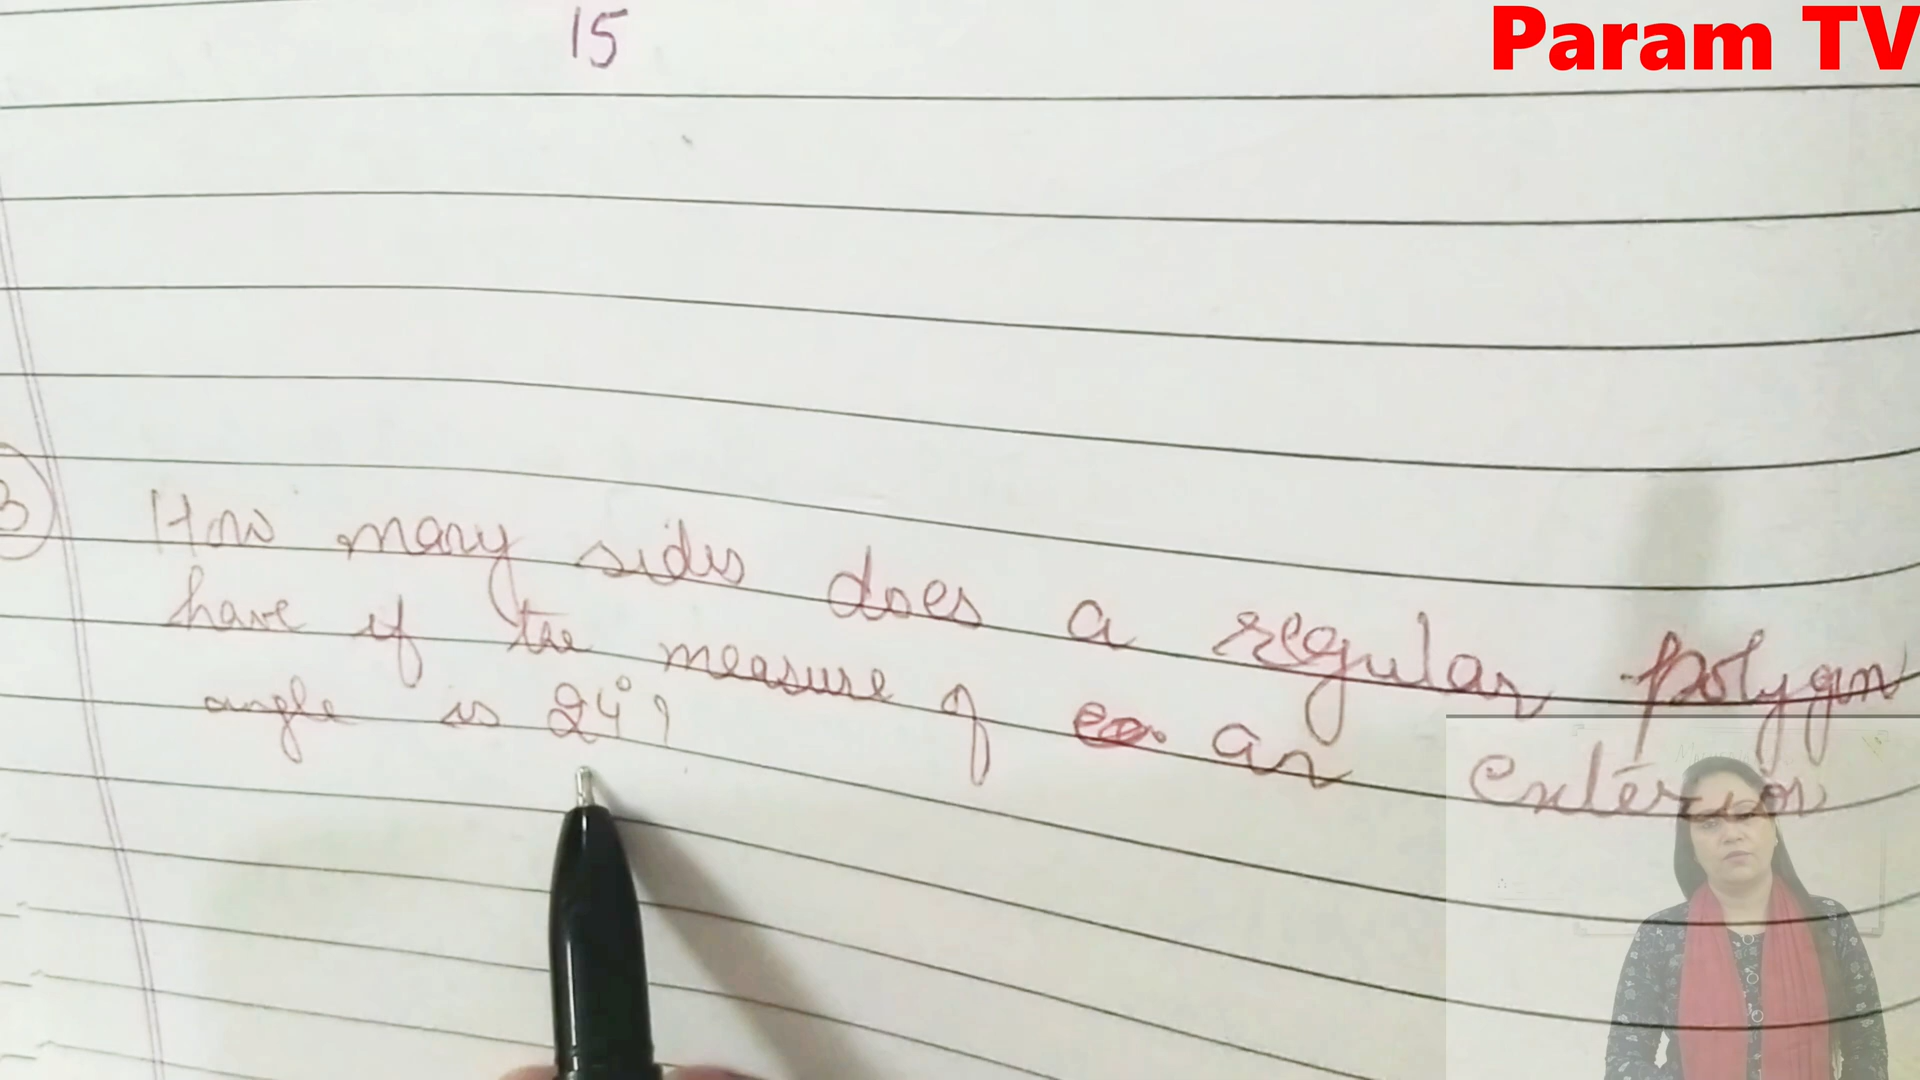 15
Param TV
3
How many sides does a regular polygon
have if the measure of an exterior
angle is 24°?